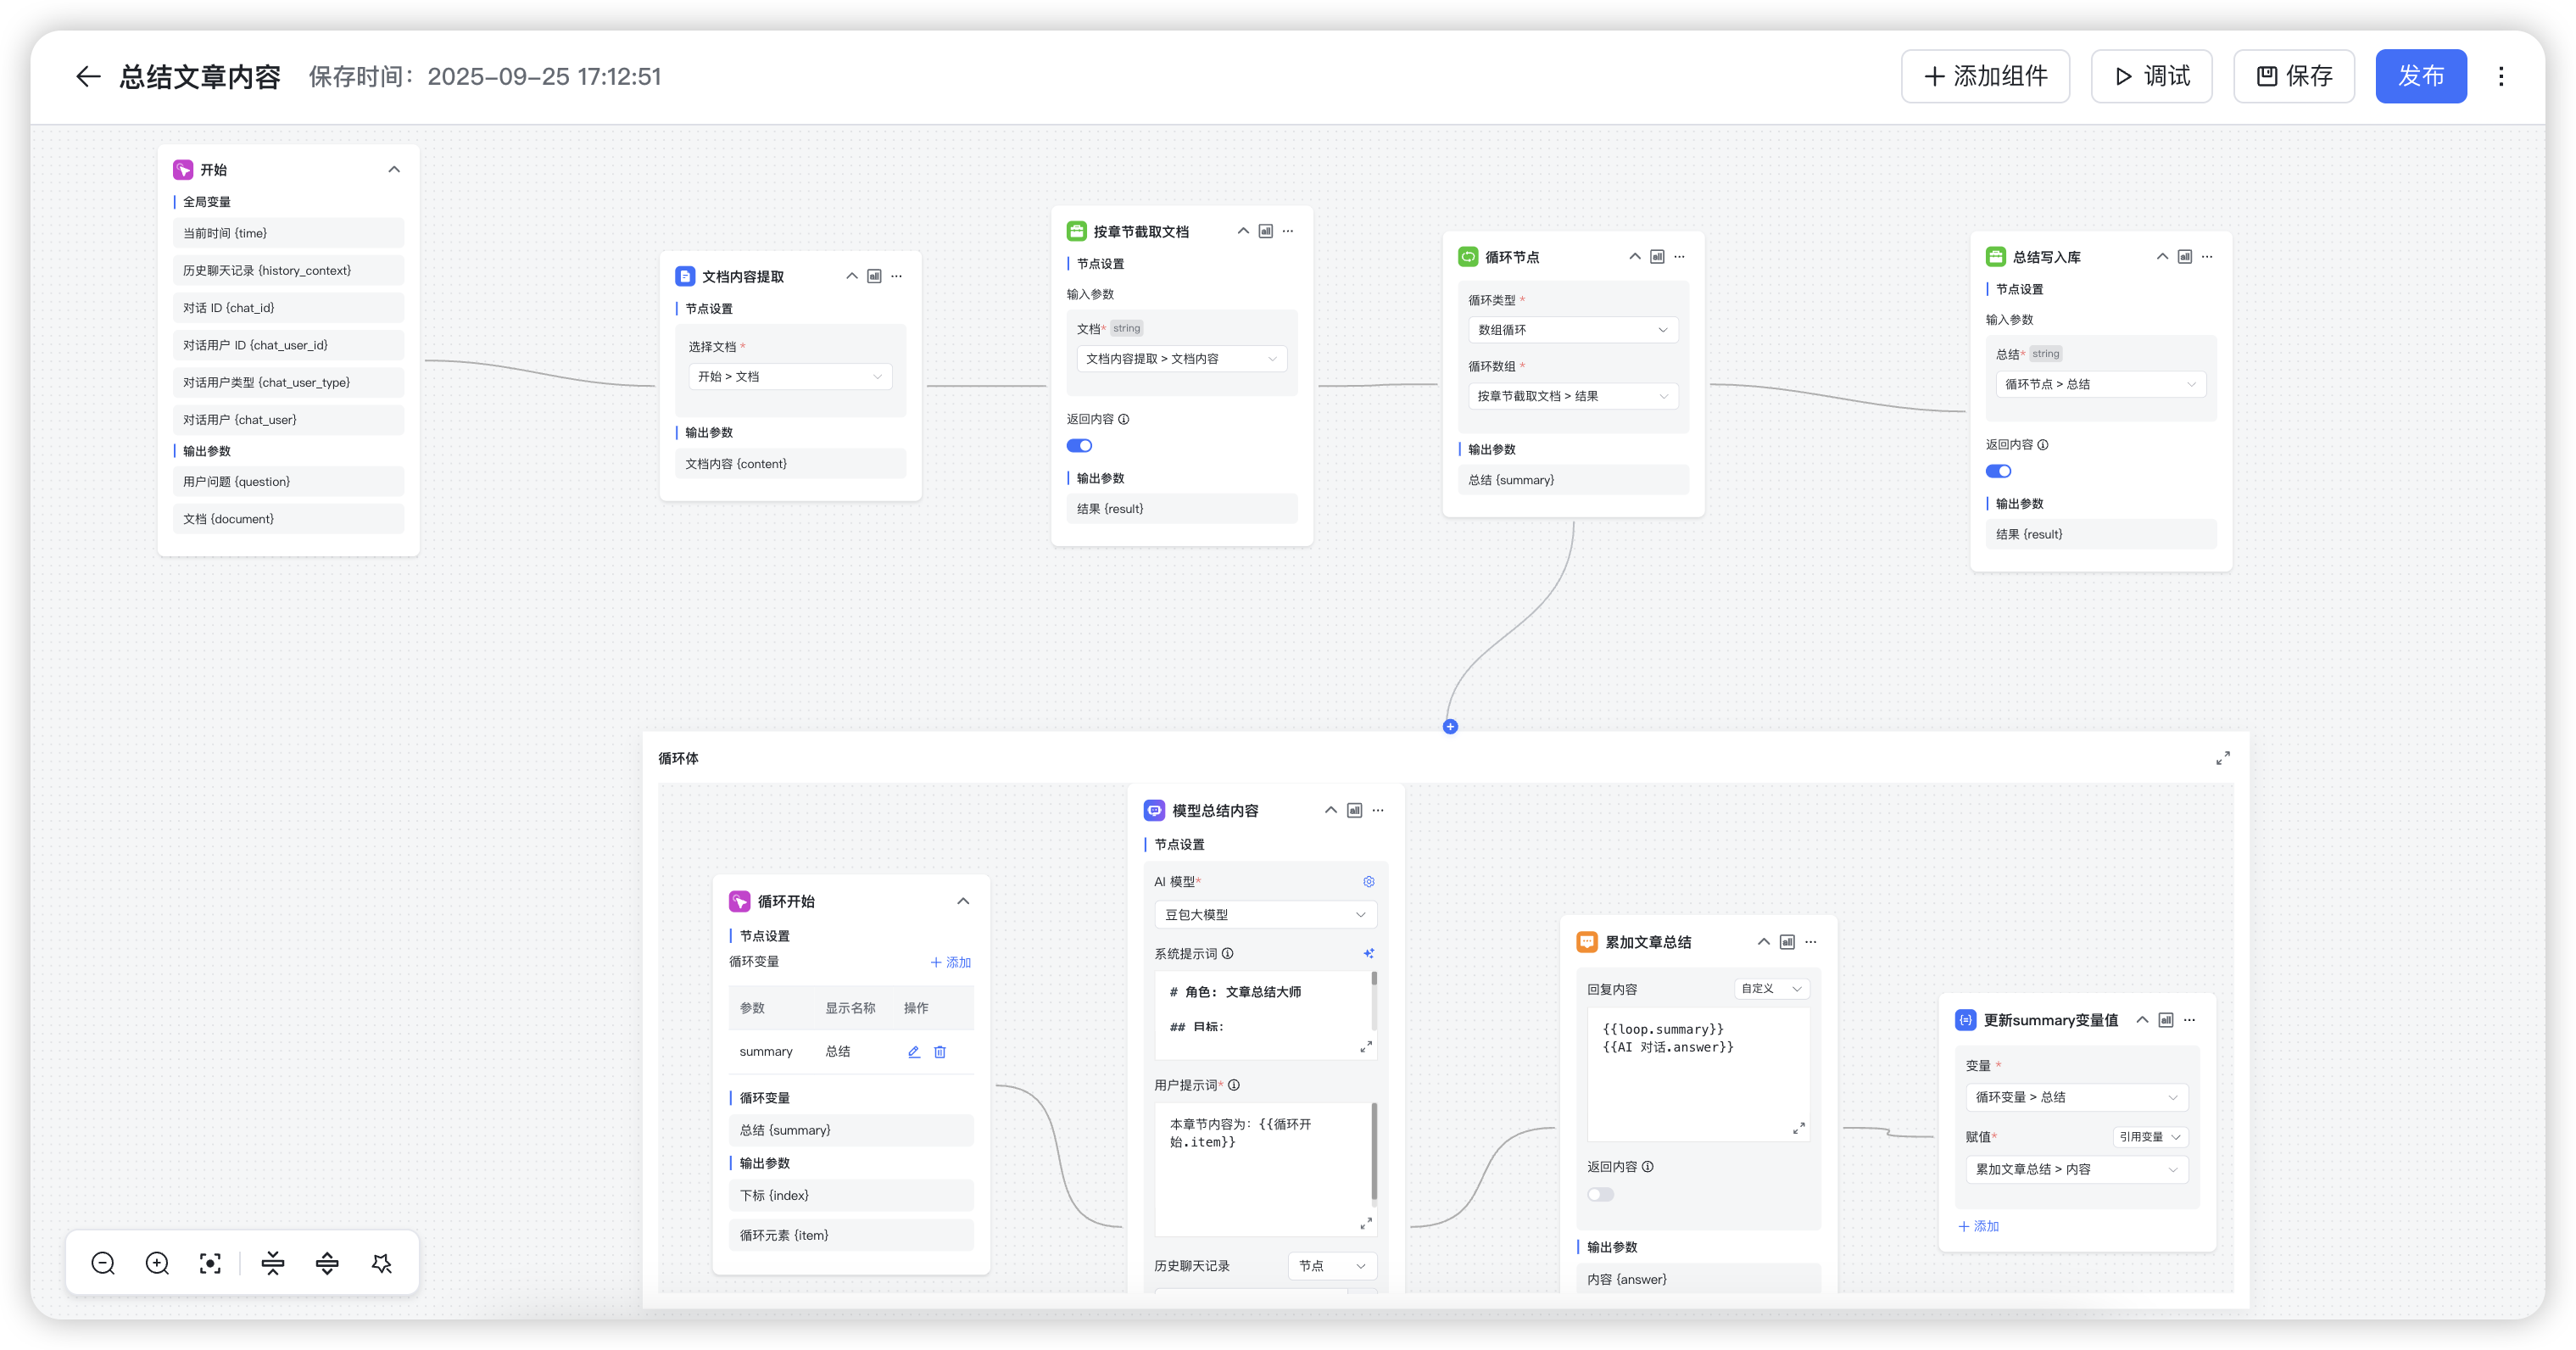 总结文章内容 保存时间：2025-09-25 17:12:51
添加组件
调试
保存
发布
开始
全局变量
当前时间 {time}
历史聊天记录 {history_context}
对话 ID {chat_id}
对话用户 ID {chat_user_id}
对话用户类型 {chat_user_type}
对话用户 {chat_user}
输出参数
用户问题 {question}
文档 {document}
文档内容提取
节点设置
选择文档 *
开始 > 文档
输出参数
文档内容 {content}
按章节截取文档
节点设置
输入参数
文档* string
文档内容提取 > 文档内容
返回内容
输出参数
结果 {result}
循环节点
循环类型 *
数组循环
循环数组 *
按章节截取文档 > 结果
输出参数
总结 {summary}
总结写入库
节点设置
输入参数
总结* string
循环节点 > 总结
返回内容
输出参数
结果 {result}
循环体
循环开始
节点设置
循环变量 添加
参数 显示名称 操作
summary 总结
循环变量
总结 {summary}
输出参数
下标 {index}
循环元素 {item}
模型总结内容
节点设置
AI 模型*
豆包大模型
系统提示词
# 角色: 文章总结大师
## 目标:
用户提示词*
本章节内容为: {{循环开
始.item}}
历史聊天记录 节点
累加文章总结
回复内容 自定义
{{loop.summary}}
{{AI 对话.answer}}
返回内容
输出参数
内容 {answer}
更新summary变量值
变量 *
循环变量 > 总结
赋值* 引用变量
累加文章总结 > 内容
添加